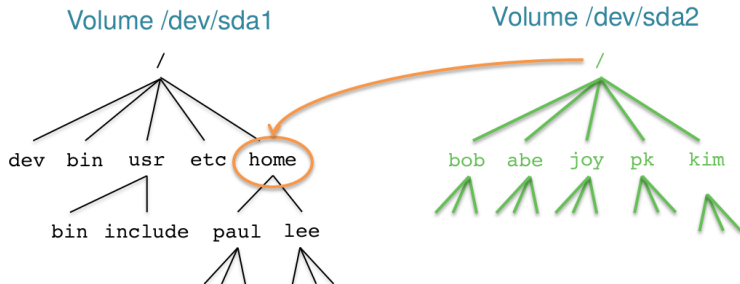 Volume /dev/sda1 Volume /dev/sda2
/ /
dev bin usr etc home bob abe joy pk kim
bin include paul lee